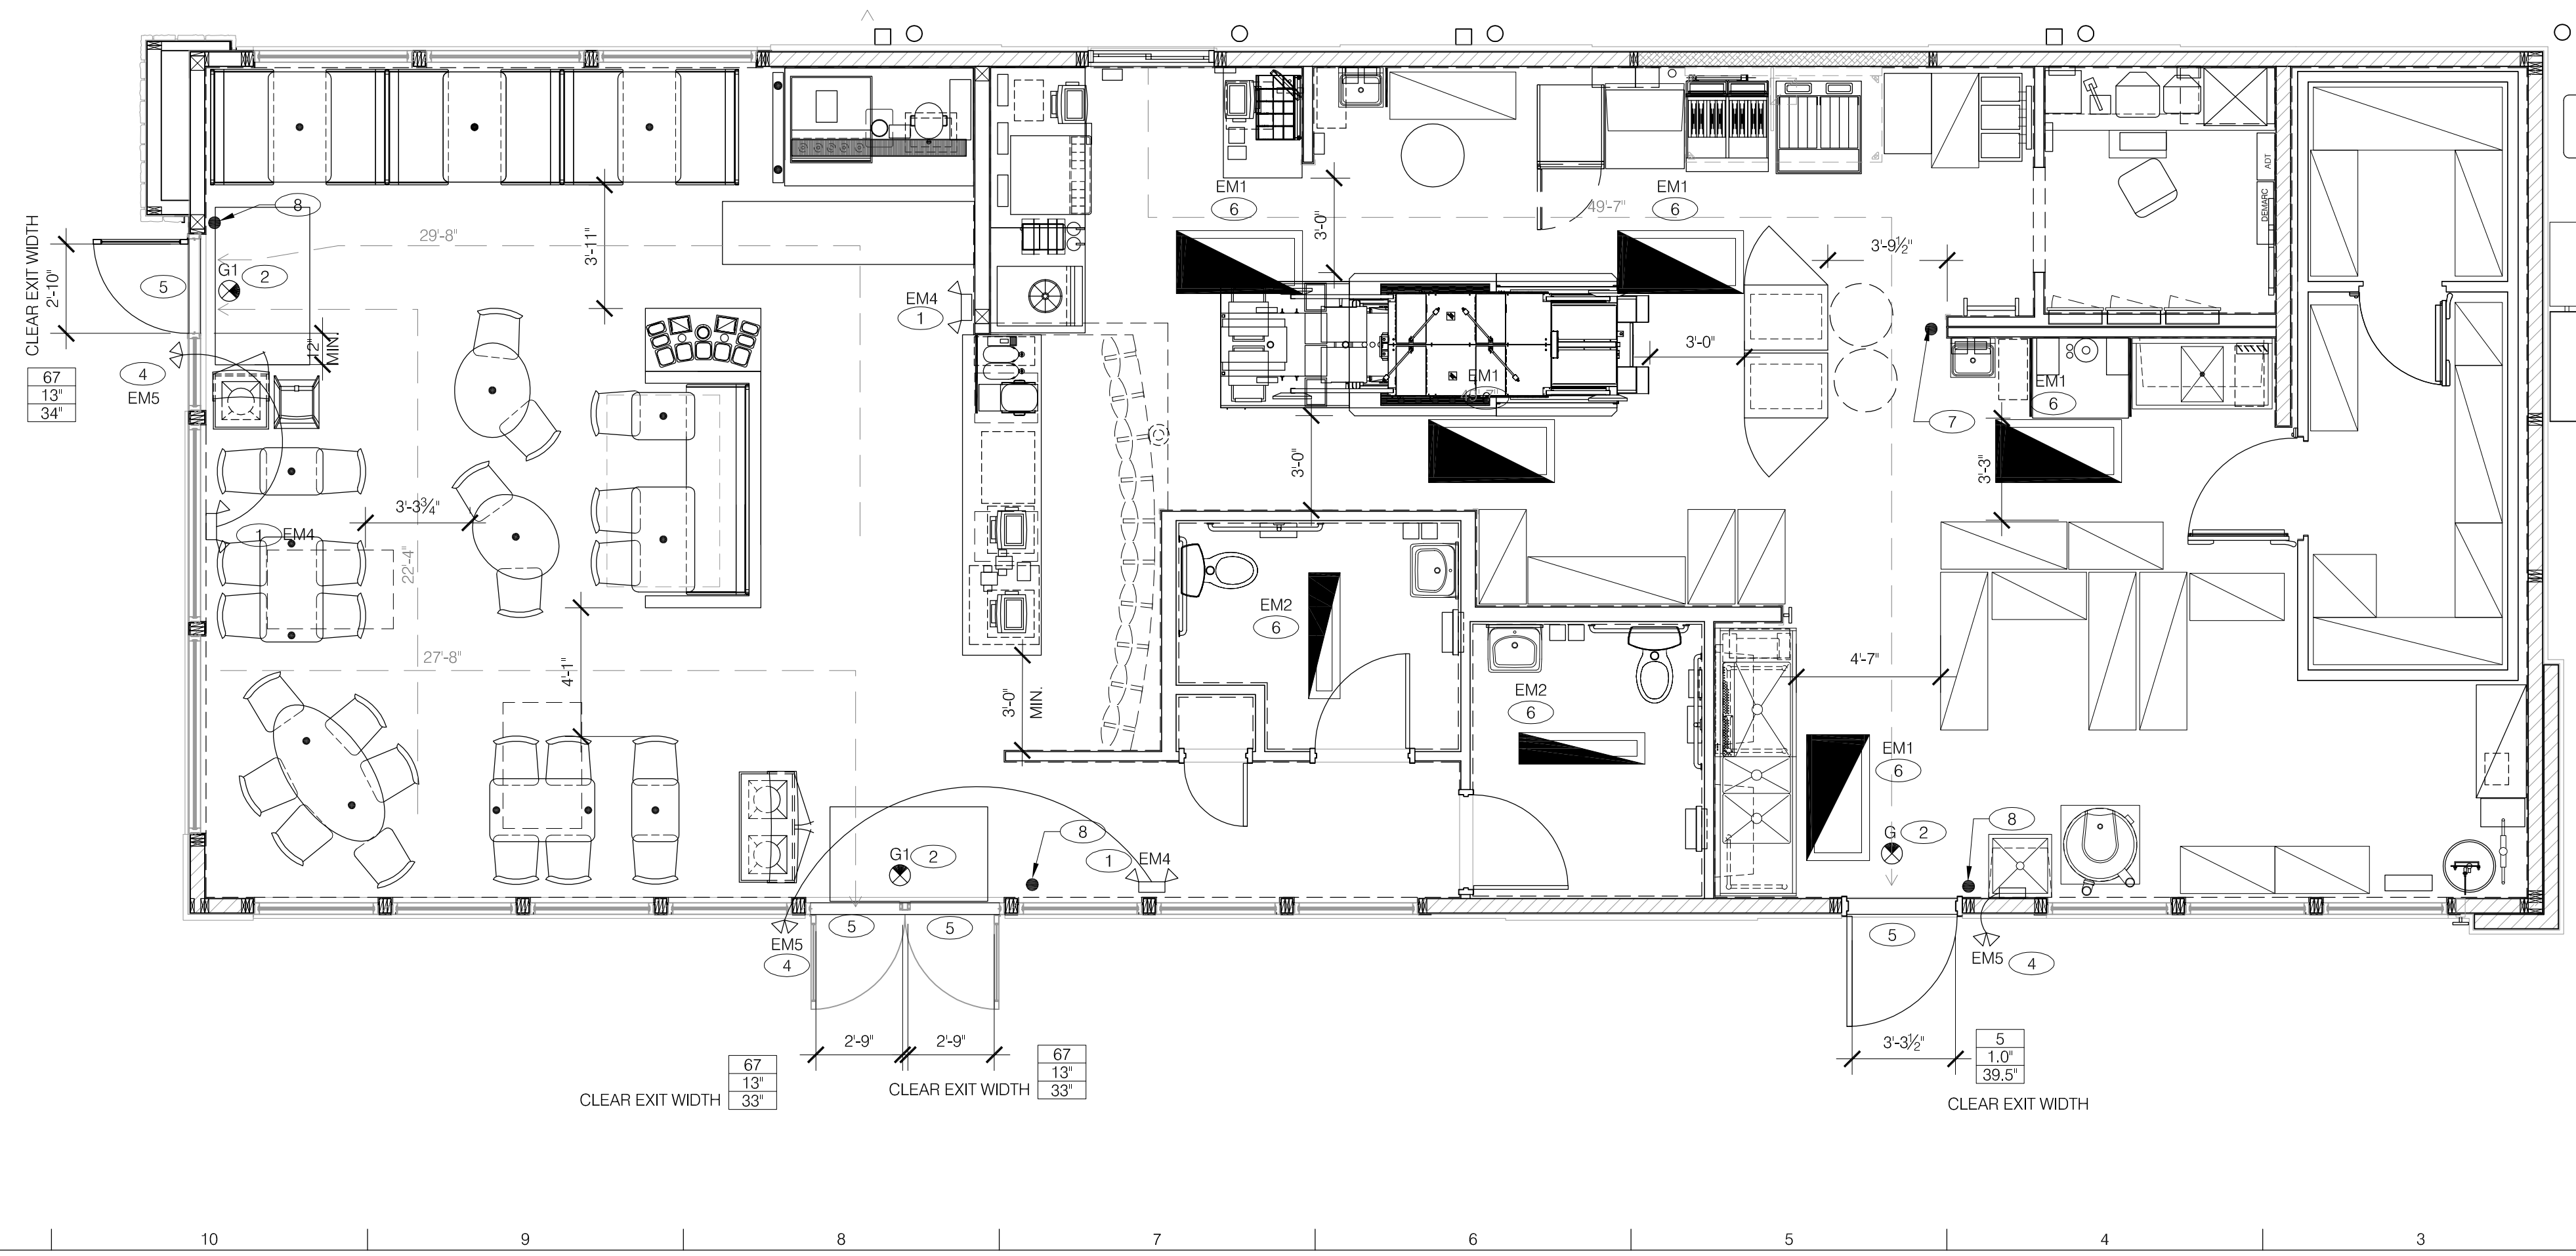 EM1
6
EM1
6
49'-7"
ADT
DEMARC
8
29'-8"
3'-11"
3'-0"
3'-9½"
CLEAR EXIT WIDTH
2'-10"
5
G1
2
EM4
1
12"
MIN.
3'-0"
EM1
7
EM1
6
67
13"
34"
4
EM5
3'-0"
3'-3"
3'-3¾"
1
EM4
22'-4"
EM2
6
27'-8"
4'-1"
3'-0"
MIN.
EM2
6
4'-7"
EM1
6
8
G1
2
1
EM4
G
2
8
5
5
EM5
4
5
EM5
4
2'-9"
2'-9"
3'-3½"
67
13"
33"
CLEAR EXIT WIDTH
67
13"
33"
CLEAR EXIT WIDTH
5
1.0"
39.5"
CLEAR EXIT WIDTH
10
9
8
7
6
5
4
3